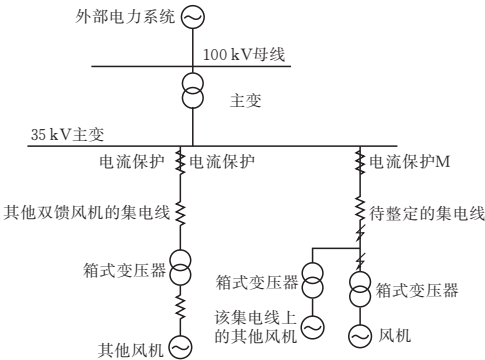 外部电力系统
100 kV母线
主变
35 kV主变
电流保护
电流保护
电流保护M
其他双馈风机的集电线
待整定的集电线
箱式变压器
箱式变压器
箱式变压器
该集电线上
的其他风机
风机
其他风机